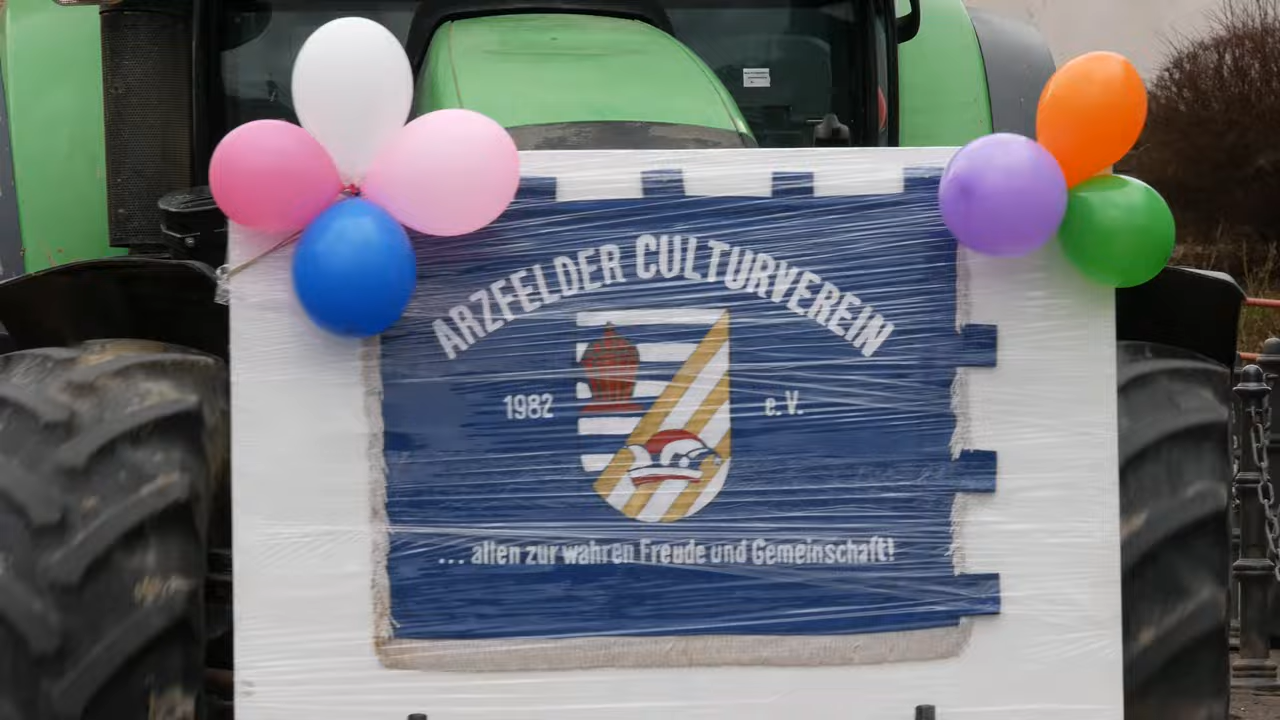 ARZFELDER CULTURVEREIN
1982 e.V.
... allen zur wahren Freude und Gemeinschaft!